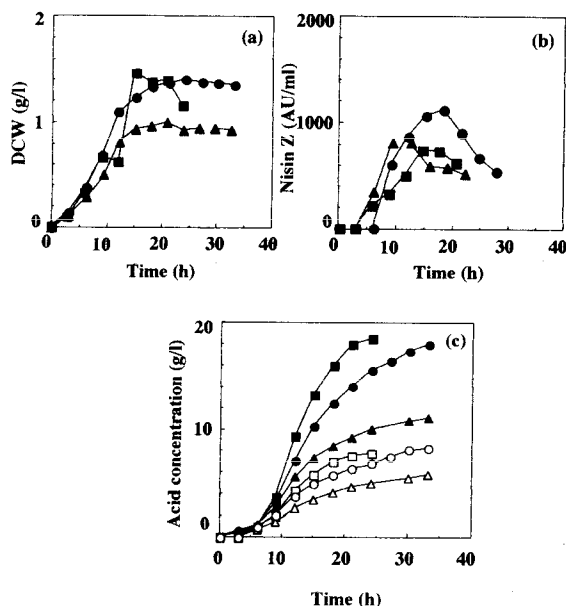 2
(a)
DCW (g/l)
1
0
0 10 20 30 40
Time (h)
2000
(b)
Nisin Z (AU/ml)
1000
0
0 10 20 30 40
Time (h)
20
(c)
Acid concentration (g/l)
10
0
0 10 20 30 40
Time (h)